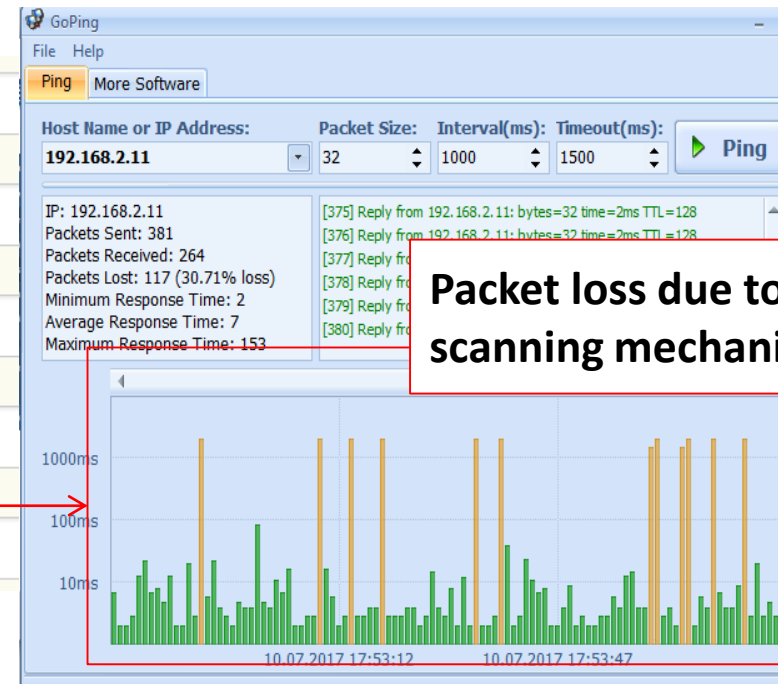 GoPing
File Help
Ping More Software
Host Name or IP Address: Packet Size: Interval(ms): Timeout(ms):
192.168.2.11 32 1000 1500 Ping
IP: 192.168.2.11
Packets Sent: 381
Packets Received: 264
Packets Lost: 117 (30.71% loss)
Minimum Response Time: 2
Average Response Time: 7
Maximum Response Time: 153
[375] Reply from 192.168.2.11: bytes=32 time=2ms TTL=128
[376] Reply from 192.168.2.11: bytes=32 time=2ms TTL=128
[377] Reply
[378] Reply
[379] Reply
[380] Reply
Packet loss due to
scanning
1000ms
100ms
10ms
10.07.2017 17:53:12 10.07.2017 17:53:47